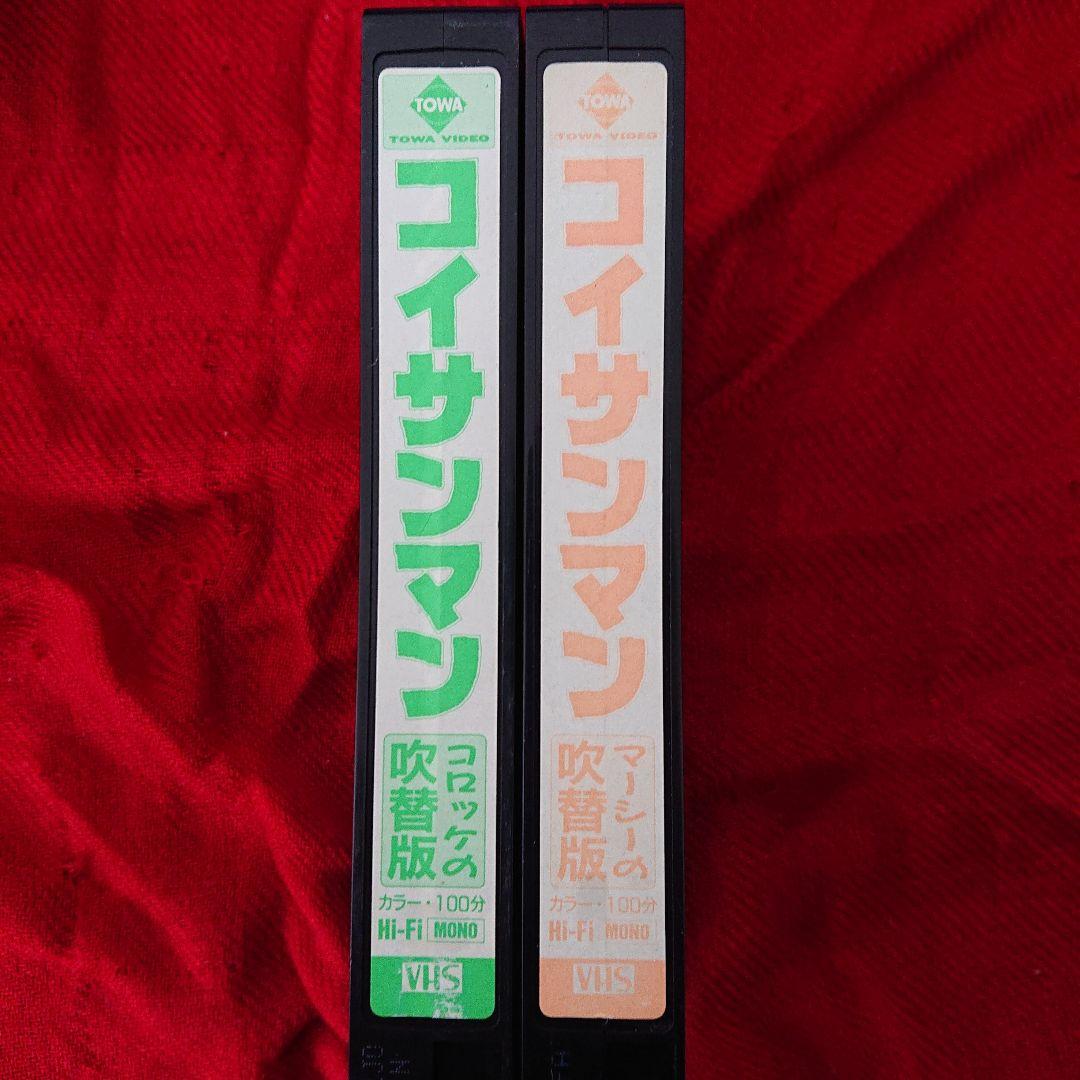 TOWA
TOWA VIDEO
コイサンマン
コロッケの
吹替版
カラー・100分
Hi-Fi MONO
VHS
TOWA
TOWA VIDEO
コイサンマン
マーシーの
吹替版
カラー・100分
Hi-Fi MONO
VHS